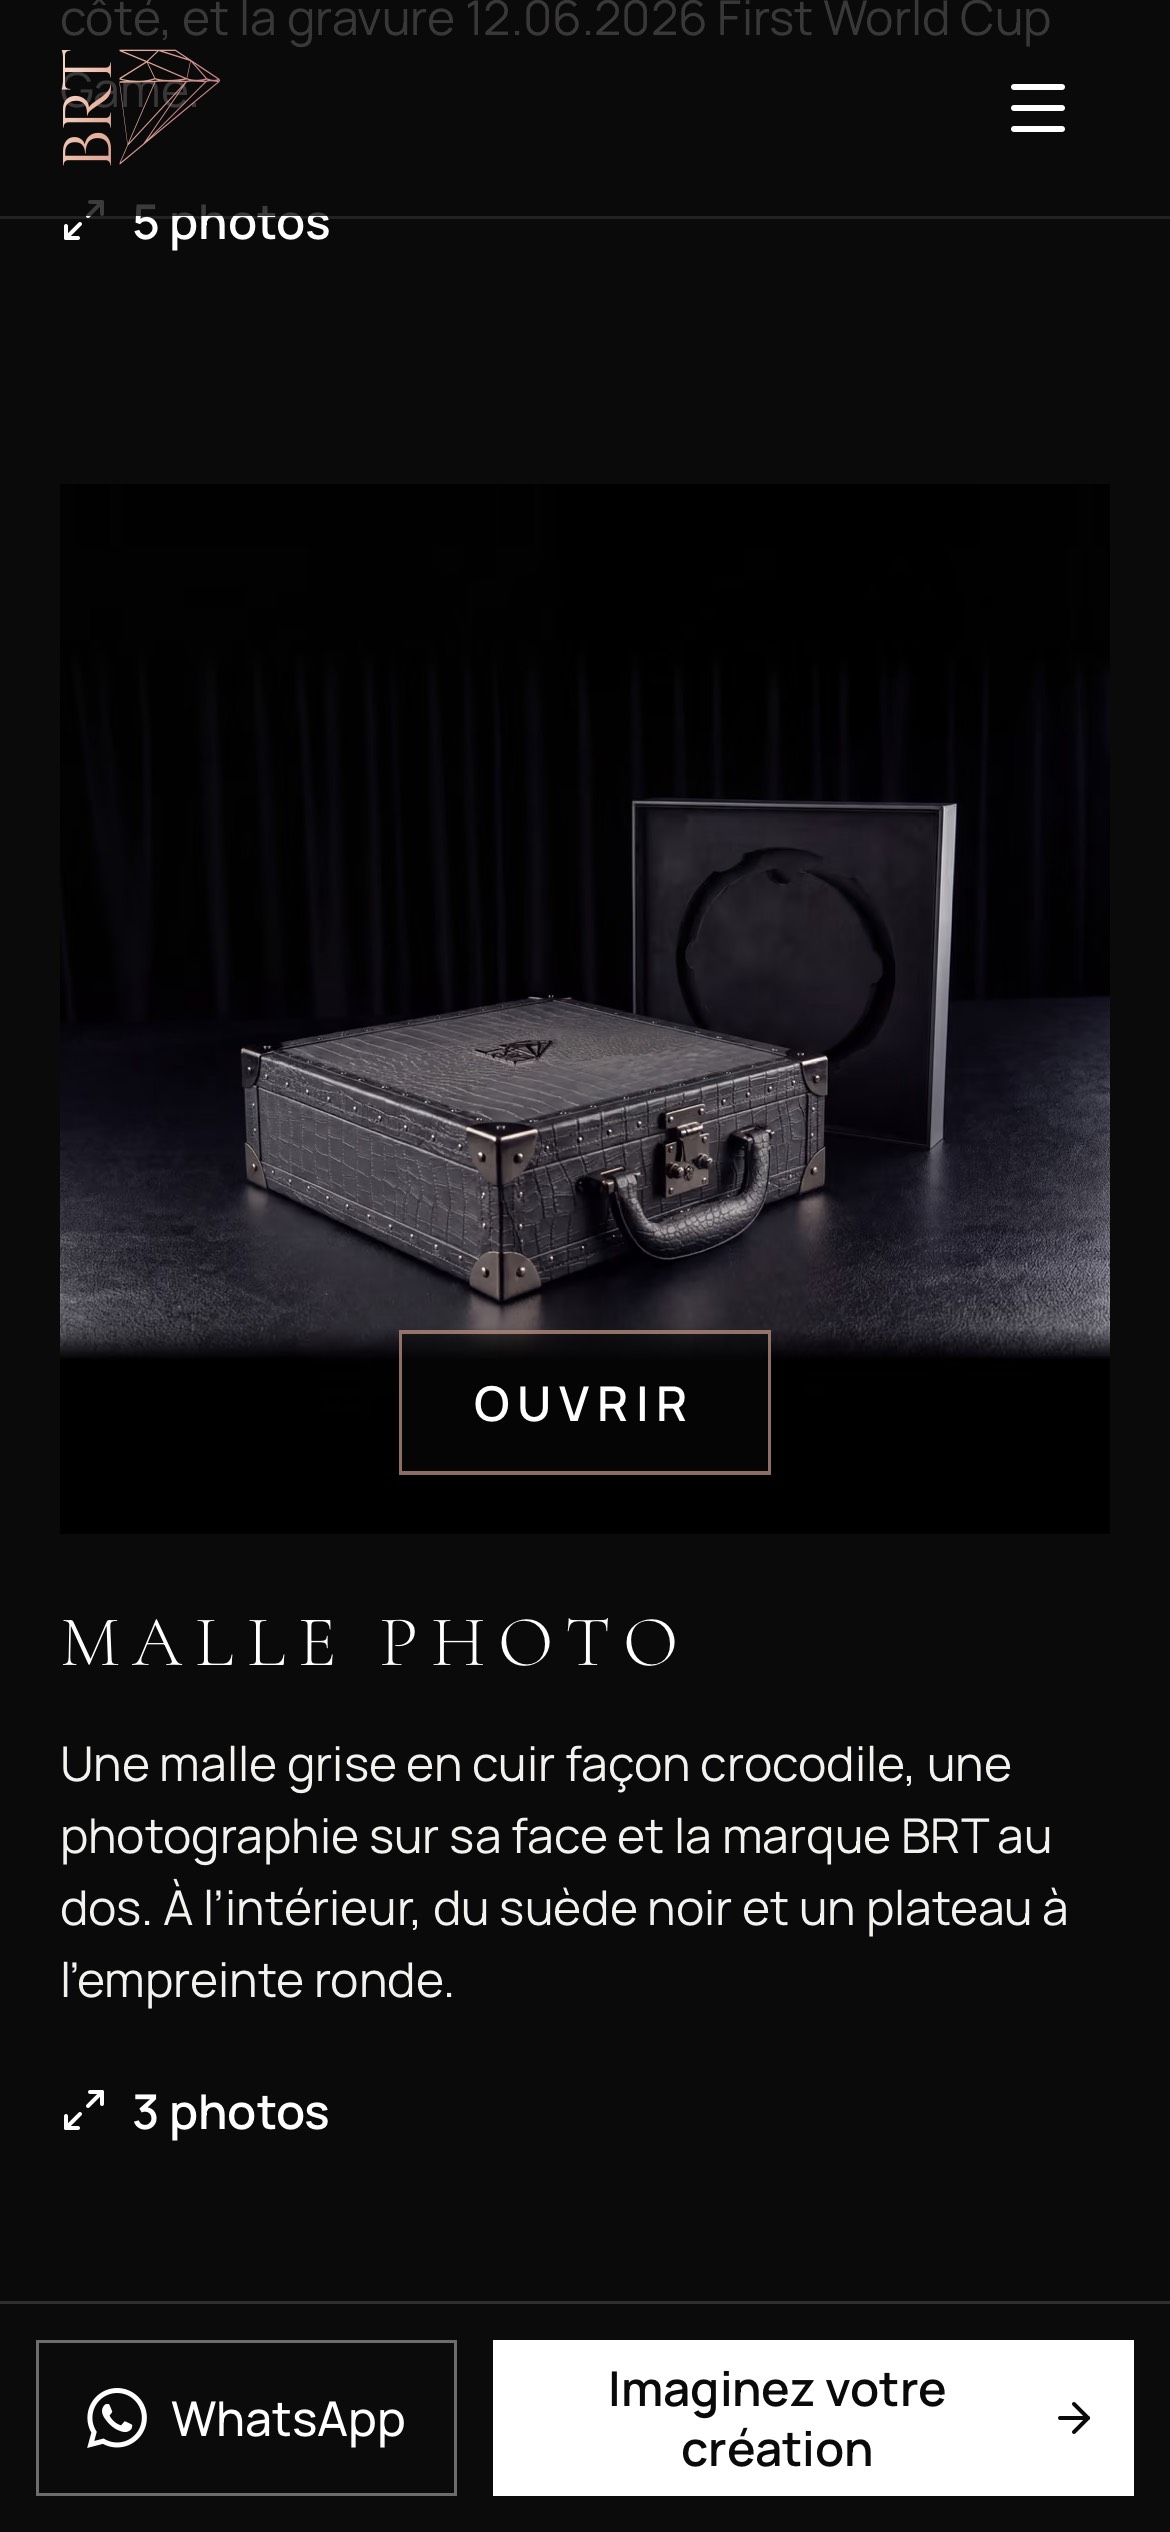 côté, et la gravure 12.06.2026 First World Cup
Game.
BRT
5 photos
OUVRIR
MALLE PHOTO
Une malle grise en cuir façon crocodile, une
photographie sur sa face et la marque BRT au
dos. À l’intérieur, du suède noir et un plateau à
l’empreinte ronde.
3 photos
WhatsApp
Imaginez votre
création